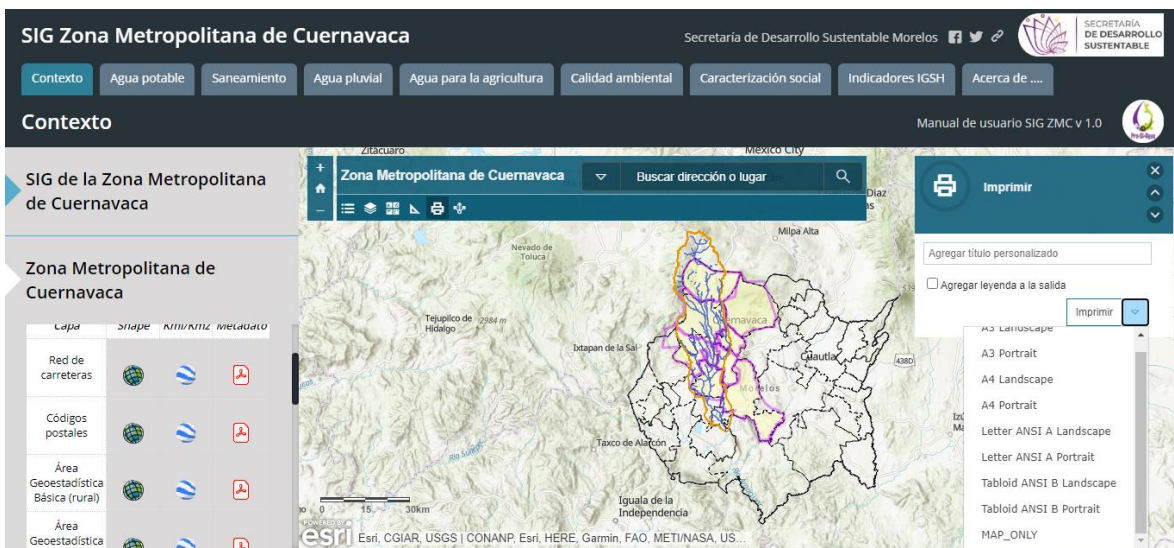 SIG Zona Metropolitana de Cuernavaca
Secretaría de Desarrollo Sustentable Morelos
SECRETARÍA
DE DESARROLLO
SUSTENTABLE
Contexto
Agua potable
Saneamiento
Agua pluvial
Agua para la agricultura
Calidad ambiental
Caracterización social
Indicadores IGSH
Acerca de ....
Contexto
Manual de usuario SIG ZMC v 1.0
SIG de la Zona Metropolitana
de Cuernavaca
Zona Metropolitana de
Cuernavaca
Capa Shape Kml/Kmz Metadato
Red de
carreteras
Códigos
postales
Área
Geoestadística
Básica (rural)
Área
Geoestadística
Zitácuaro
Mexico City
Zona Metropolitana de Cuernavaca
Buscar dirección o lugar
Diaz
Milpa Alta
Nevado de
Toluca
Tejupilco de
Hidalgo
2984 m
Ixtapan de la Sal
Cuautla
438D
Morelos
Taxco de Alarcón
Iguala de la
Independencia
0 15 30km
POWERED BY
esri
Esri, CGIAR, USGS | CONANP, Esri, HERE, Garmin, FAO, METI/NASA, US...
Imprimir
Agregar título personalizado
Agregar leyenda a la salida
Imprimir
A3 Landscape
A3 Portrait
A4 Landscape
A4 Portrait
Letter ANSI A Landscape
Letter ANSI A Portrait
Tabloid ANSI B Landscape
Tabloid ANSI B Portrait
MAP_ONLY